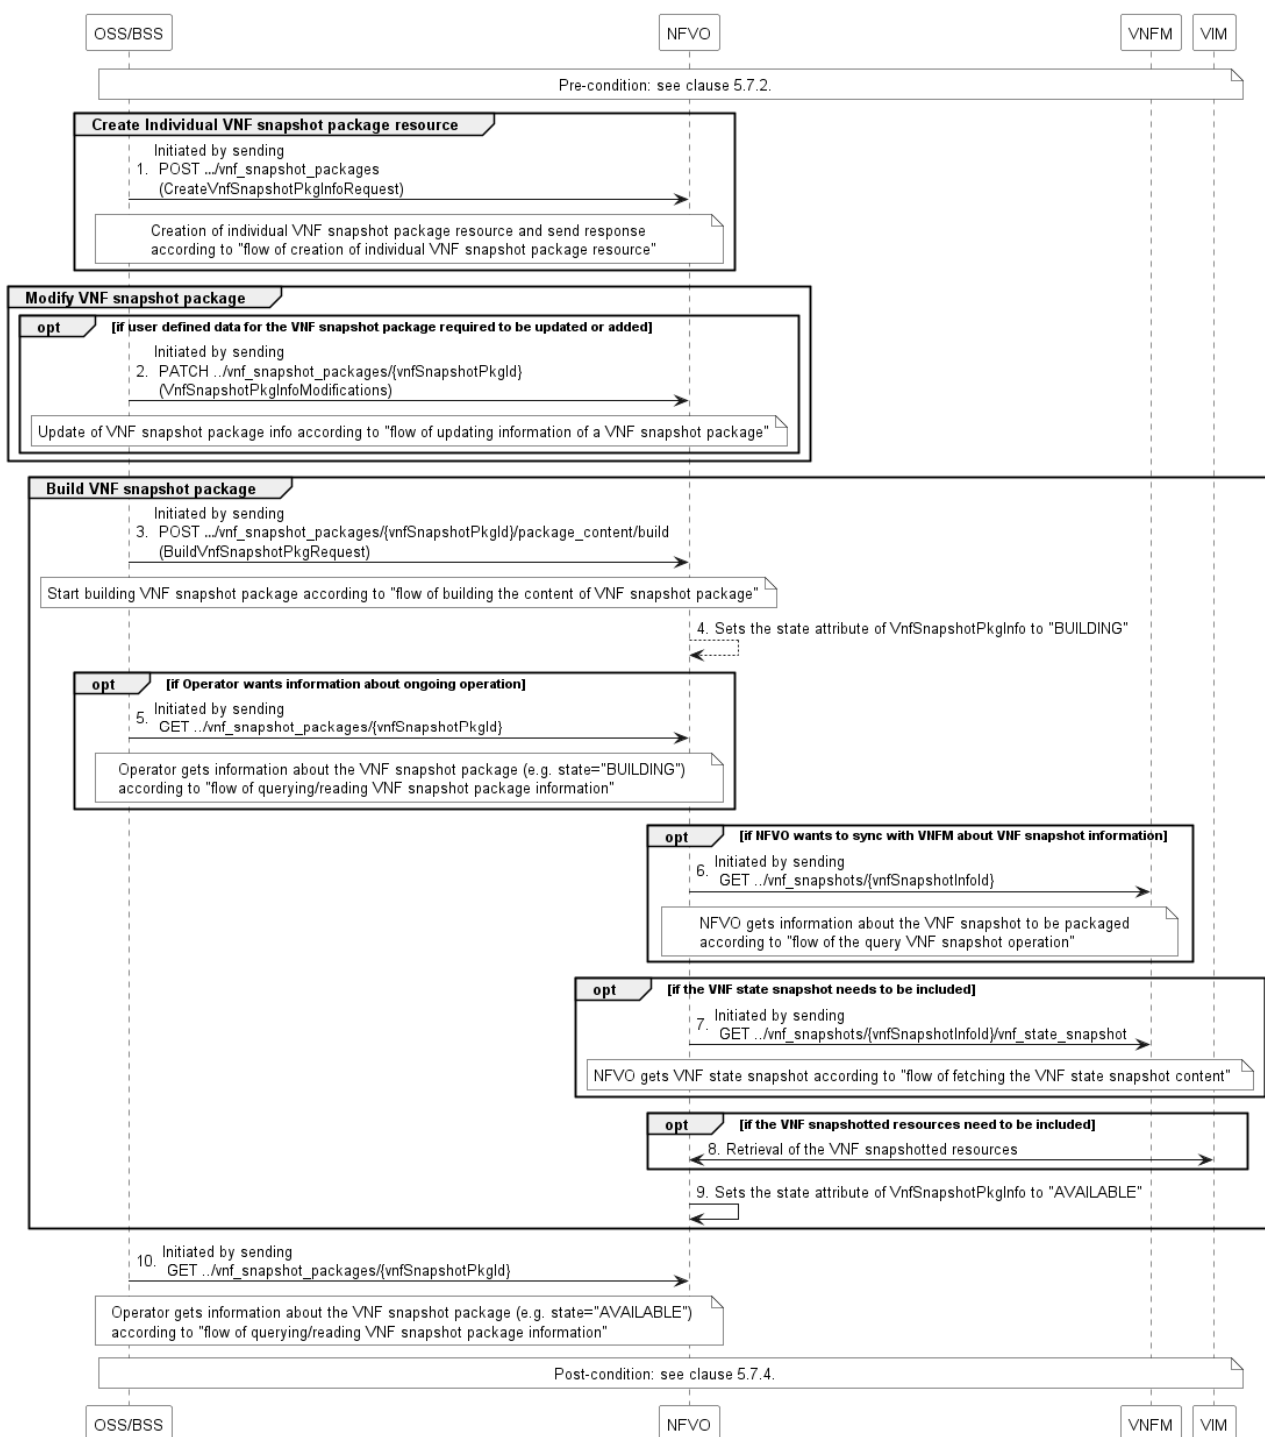 OSS/BSS
NFVO
VNFM
VIM
Pre-condition: see clause 5.7.2.
Create Individual VNF snapshot package resource
Initiated by sending
1. POST .../vnf_snapshot_packages
(CreateVnfSnapshotPkgInfoRequest)
Creation of individual VNF snapshot package resource and send response
according to "flow of creation of individual VNF snapshot package resource"
Modify VNF snapshot package
opt [if user defined data for the VNF snapshot package required to be updated or added]
Initiated by sending
2. PATCH ../vnf_snapshot_packages/{vnfSnapshotPkgId}
(VnfSnapshotPkgInfoModifications)
Update of VNF snapshot package info according to "flow of updating information of a VNF snapshot package"
Build VNF snapshot package
Initiated by sending
3. POST .../vnf_snapshot_packages/{vnfSnapshotPkgId}/package_content/build
(BuildVnfSnapshotPkgRequest)
Start building VNF snapshot package according to "flow of building the content of VNF snapshot package"
4. Sets the state attribute of VnfSnapshotPkgInfo to "BUILDING"
opt [if Operator wants information about ongoing operation]
Initiated by sending
5. GET ../vnf_snapshot_packages/{vnfSnapshotPkgId}
Operator gets information about the VNF snapshot package (e.g. state="BUILDING")
according to "flow of querying/reading VNF snapshot package information"
opt [if NFVO wants to sync with VNFM about VNF snapshot information]
Initiated by sending
6. GET ../vnf_snapshots/{vnfSnapshotInfoId}
NFVO gets information about the VNF snapshot to be packaged
according to "flow of the query VNF snapshot operation"
opt [if the VNF state snapshot needs to be included]
Initiated by sending
7. GET ../vnf_snapshots/{vnfSnapshotInfoId}/vnf_state_snapshot
NFVO gets VNF state snapshot according to "flow of fetching the VNF state snapshot content"
opt [if the VNF snapshotted resources need to be included]
8. Retrieval of the VNF snapshotted resources
9. Sets the state attribute of VnfSnapshotPkgInfo to "AVAILABLE"
Initiated by sending
10. GET ../vnf_snapshot_packages/{vnfSnapshotPkgId}
Operator gets information about the VNF snapshot package (e.g. state="AVAILABLE")
according to "flow of querying/reading VNF snapshot package information"
Post-condition: see clause 5.7.4.
OSS/BSS
NFVO
VNFM
VIM